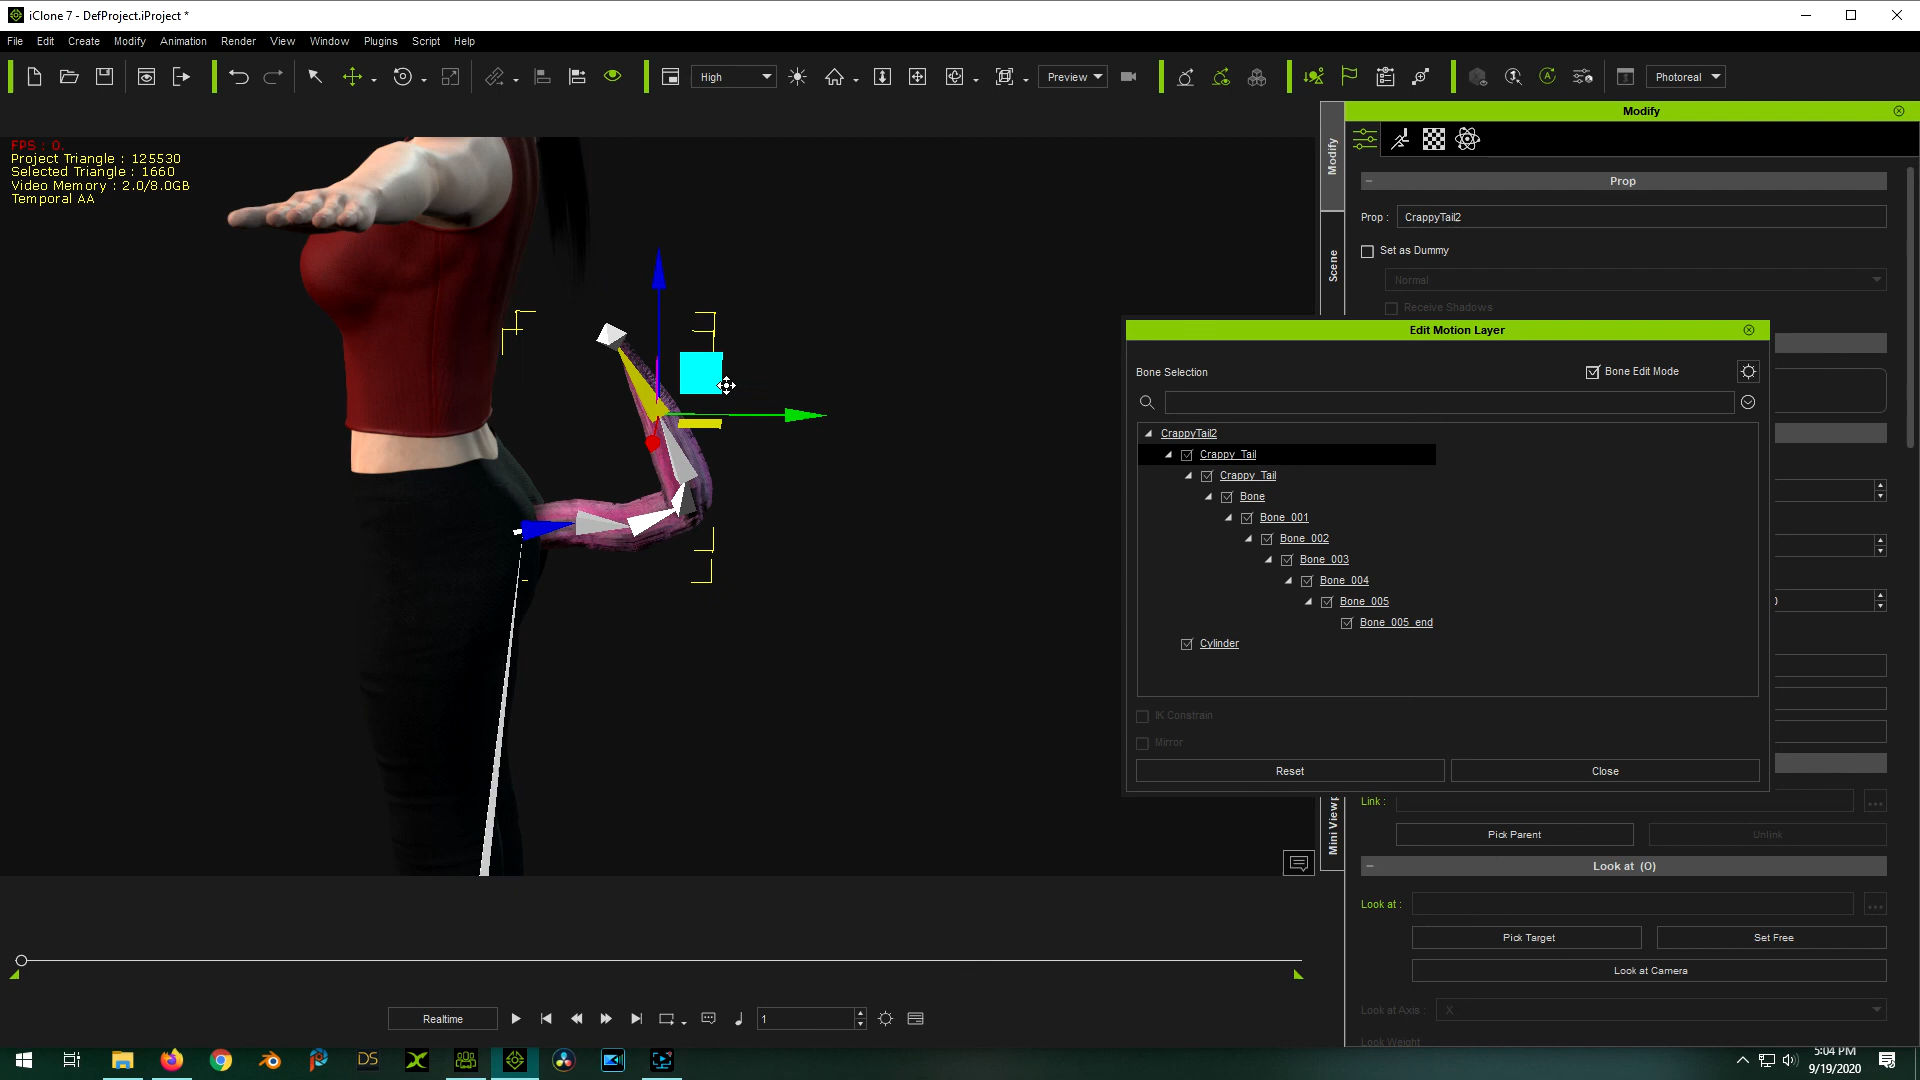 iClone 7 - DefProject.iProject *
File Edit Create Modify Animation Render View Window Plugins Script Help
High
Preview
Photoreal
FPS : 0.
Project Triangle : 125530
Selected Triangle : 1660
Video Memory : 2.0/8.0GB
Temporal AA
Modify
Modify
Scene
Mini View
Prop
Prop : CrappyTail2
Set as Dummy
Normal
Receive Shadows
Edit Motion Layer
Bone Selection
Bone Edit Mode
CrappyTail2
Crappy_Tail
Crappy_Tail
Bone
Bone_001
Bone_002
Bone_003
Bone_004
Bone_005
Bone_005_end
Cylinder
IK Constrain
Mirror
Reset Close
Link :
Pick Parent Unlink
Look at (O)
Look at :
Pick Target Set Free
Look at Camera
Look at Axis : X
Look Weight
Realtime
1
DS
5:04 PM
9/19/2020